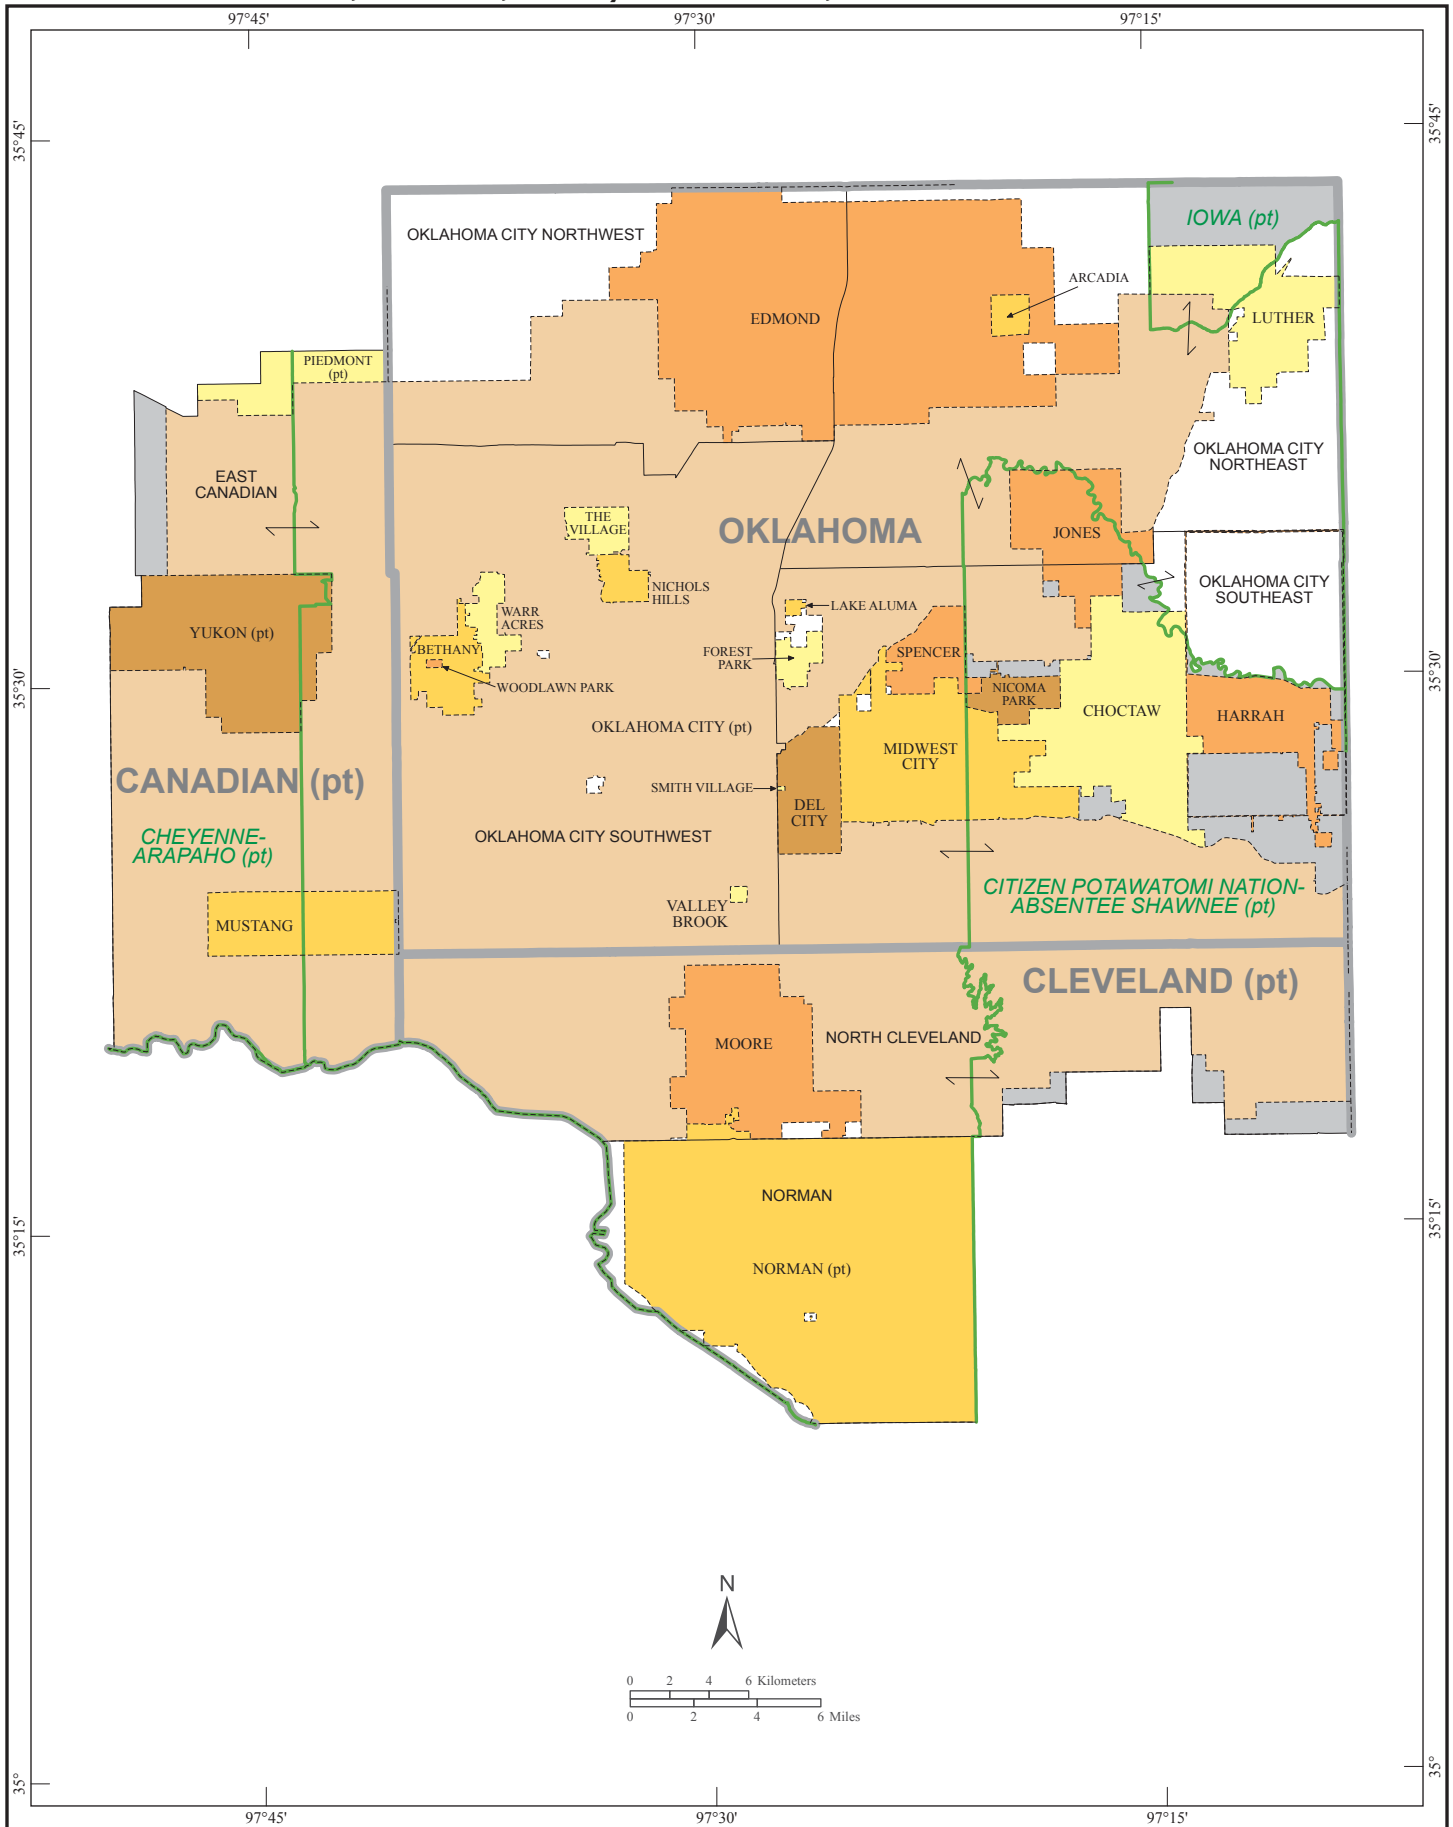 97°45'
97°30'
97°15'
35°45'
35°45'
IOWA (pt)
OKLAHOMA CITY NORTHWEST
ARCADIA
EDMOND
LUTHER
PIEDMONT
(pt)
OKLAHOMA CITY
NORTHEAST
EAST
CANADIAN
THE
VILLAGE
OKLAHOMA
JONES
NICHOLS
HILLS
OKLAHOMA CITY
SOUTHEAST
WARR
ACRES
LAKE ALUMA
YUKON (pt)
BETHANY
FOREST
PARK
SPENCER
WOODLAWN PARK
NICOMA
PARK
35°30'
35°30'
CHOCTAW
HARRAH
OKLAHOMA CITY (pt)
MIDWEST
CITY
CANADIAN (pt)
SMITH VILLAGE
DEL
CITY
CHEYENNE-
ARAPAHO (pt)
OKLAHOMA CITY SOUTHWEST
CITIZEN POTAWATOMI NATION-
ABSENTEE SHAWNEE (pt)
VALLEY
BROOK
MUSTANG
CLEVELAND (pt)
MOORE
NORTH CLEVELAND
NORMAN
35°15'
35°15'
NORMAN (pt)
N
0 2 4 6 Kilometers
0 2 4 6 Miles
35°
35°
97°45'
97°30'
97°15'